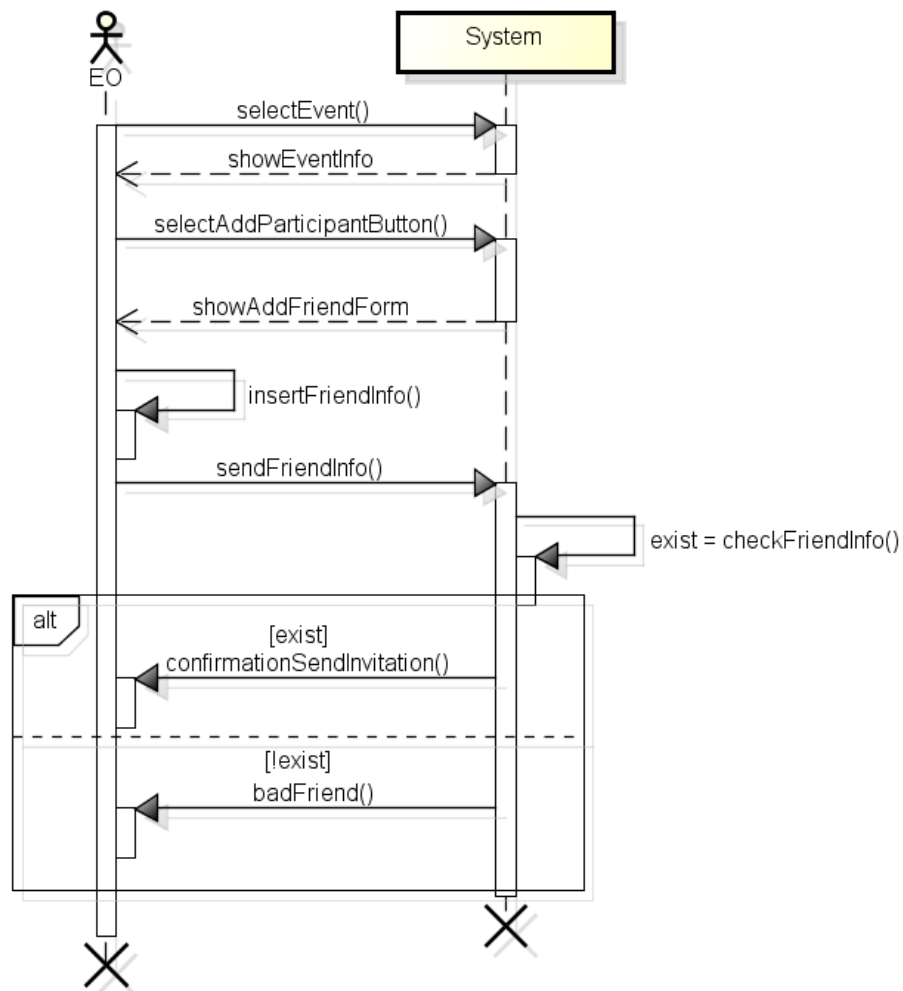 EO
System
selectEvent()
showEventInfo
selectAddParticipantButton()
showAddFriendForm
insertFriendInfo()
sendFriendInfo()
exist = checkFriendInfo()
alt
[exist]
confirmationSendInvitation()
[!exist]
badFriend()